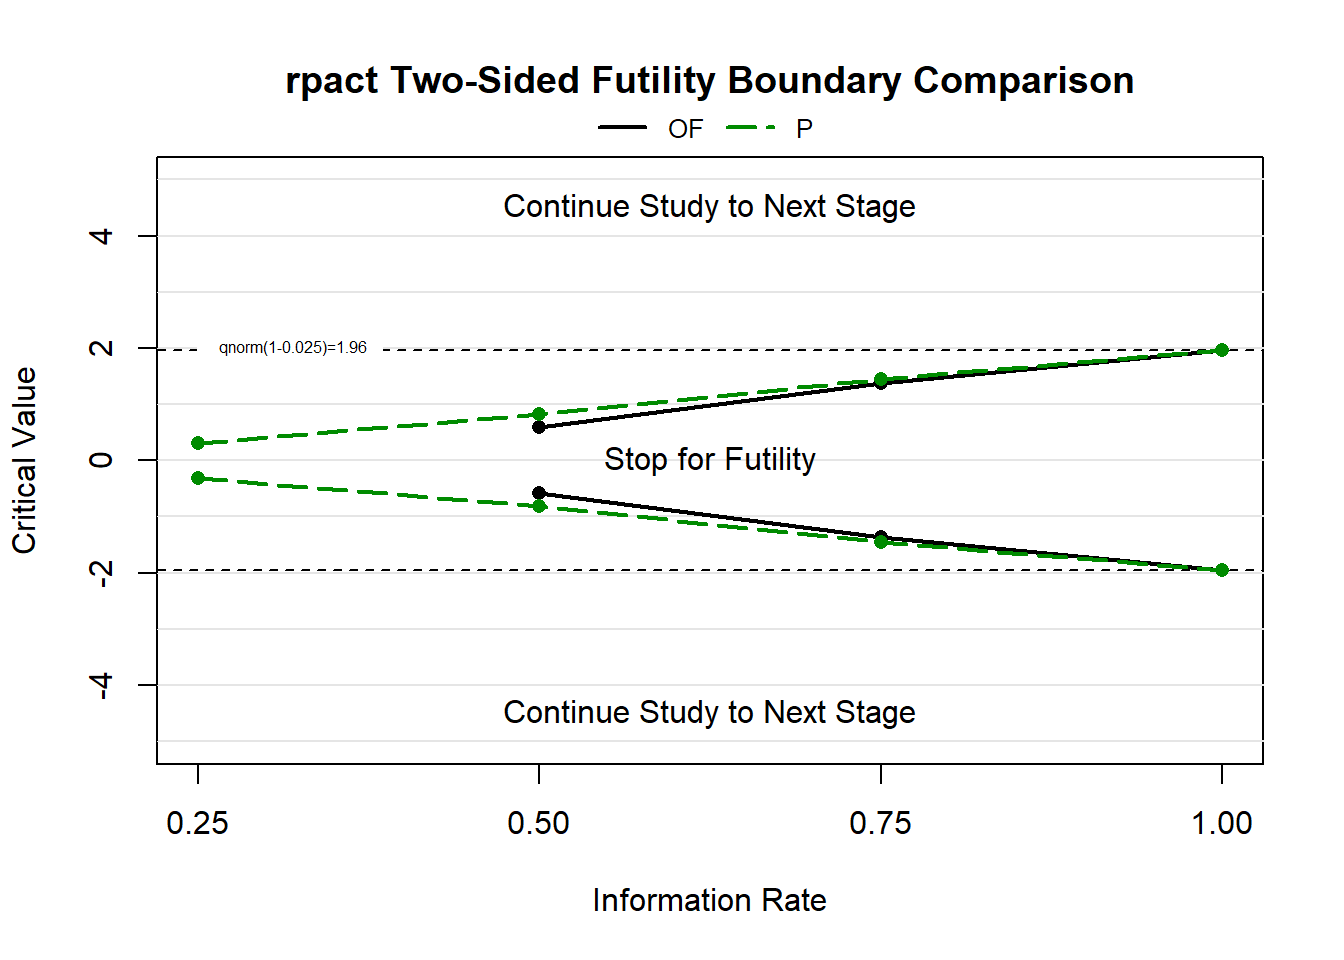 rpact Two-Sided Futility Boundary Comparison
OF P
Continue Study to Next Stage
4
qnorm(1-0.025)=1.96
2
Critical Value
0
Stop for Futility
-2
-4
Continue Study to Next Stage
0.25 0.50 0.75 1.00
Information Rate